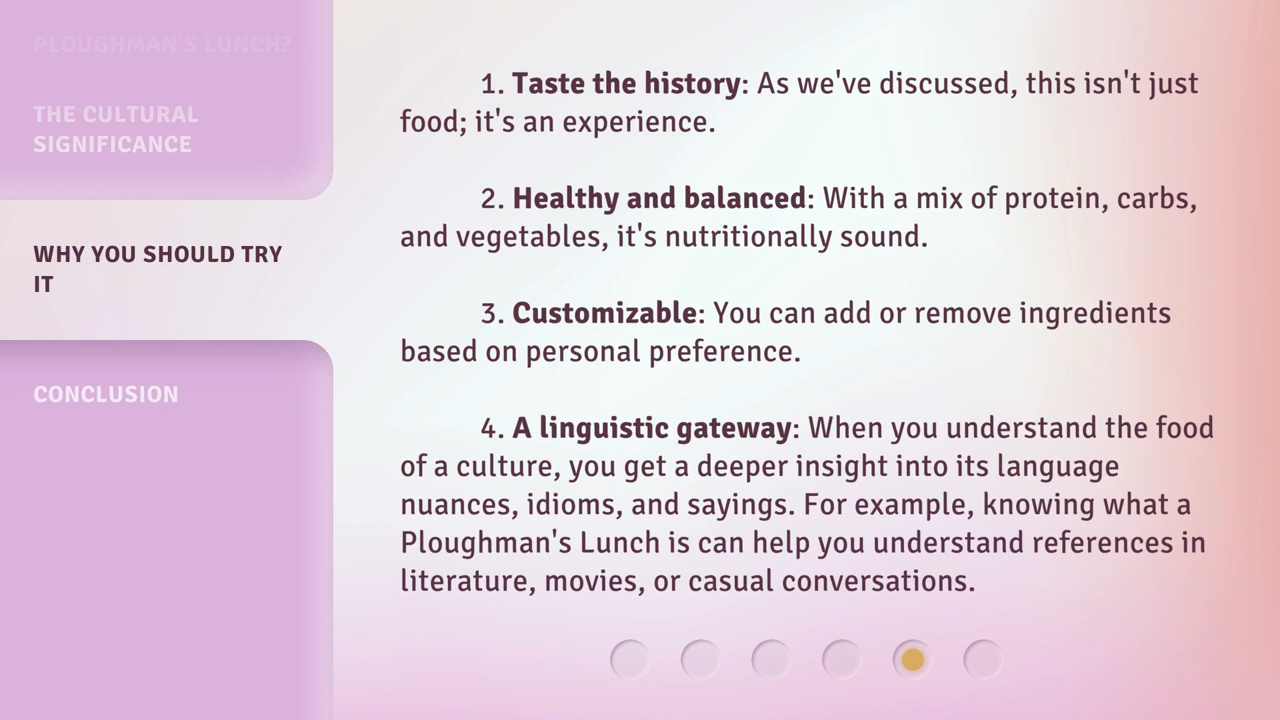 PLOUGHMAN'S LUNCH?
THE CULTURAL
SIGNIFICANCE
WHY YOU SHOULD TRY
IT
CONCLUSION
1. Taste the history: As we've discussed, this isn't just
food; it's an experience.
2. Healthy and balanced: With a mix of protein, carbs,
and vegetables, it's nutritionally sound.
3. Customizable: You can add or remove ingredients
based on personal preference.
4. A linguistic gateway: When you understand the food
of a culture, you get a deeper insight into its language
nuances, idioms, and sayings. For example, knowing what a
Ploughman's Lunch is can help you understand references in
literature, movies, or casual conversations.